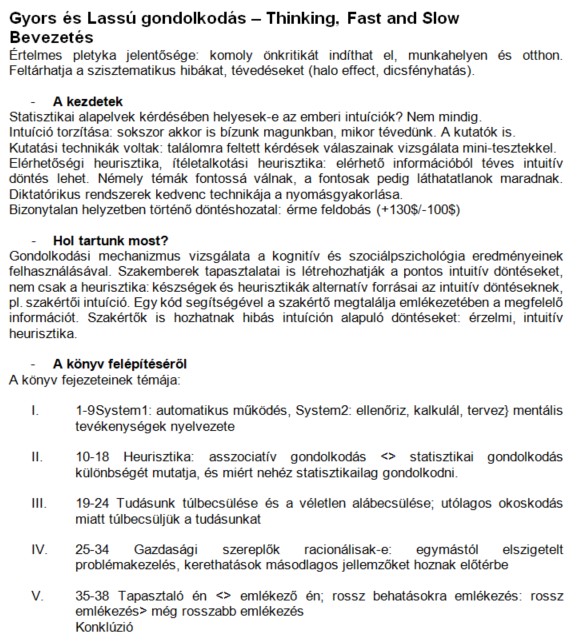 Gyors és Lassú gondolkodás – Thinking, Fast and Slow
Bevezetés
Értelmes pletyka jelentősége: komoly önkritikát indíthat el, munkahelyen és otthon.
Feltárhatja a szisztematikus hibákat, tévedéseket (halo effect, dicsfényhatás).
- A kezdetek
Statisztikai alapelvek kérdésében helyesek-e az emberi intuíciók? Nem mindig.
Intuíció torzítása: sokszor akkor is bízunk magunkban, mikor tévedünk. A kutatók is.
Kutatási technikák voltak: találomra feltett kérdések válaszainak vizsgálata mini-tesztekkel.
Elérhetőségi heurisztika, ítéletalkotási heurisztika: elérhető információból téves intuitív
döntés lehet. Némely témák fontossá válnak, a fontosak pedig láthatatlanok maradnak.
Diktatórikus rendszerek kedvenc technikája a nyomásgyakorlása.
Bizonytalan helyzetben történő döntéshozatal: érme feldobás (+130$/-100$)
- Hol tartunk most?
Gondolkodási mechanizmus vizsgálata a kognitív és szociálpszichológia eredményeinek
felhasználásával. Szakemberek tapasztalatai is létrehozhatják a pontos intuitív döntéseket,
nem csak a heurisztika: készségek és heurisztikák alternatív forrásai az intuitív döntéseknek,
pl. szakértői intuíció. Egy kód segítségével a szakértő megtalálja emlékezetében a megfelelő
információt. Szakértők is hozhatnak hibás intuíción alapuló döntéseket: érzelmi, intuitív
heurisztika.
- A könyv felépítéséről
A könyv fejezeteinek témája:
I. 1-9System1: automatikus működés, System2: ellenőriz, kalkulál, tervez} mentális
tevékenységek nyelvezete
II. 10-18 Heurisztika: asszociatív gondolkodás <> statisztikai gondolkodás
különbségét mutatja, és miért nehéz statisztikailag gondolkodni.
III. 19-24 Tudásunk túlbecsülése és a véletlen alábecsülése; utólagos okoskodás
miatt túlbecsüljük a tudásunkat
IV. 25-34 Gazdasági szereplők racionálisak-e: egymástól elszigetelt
problémakezelés, kerethatások másodlagos jellemzőket hoznak előtérbe
V. 35-38 Tapasztaló én <> emlékező én; rossz behatásokra emlékezés: rossz
emlékezés> még rosszabb emlékezés
Konklúzió